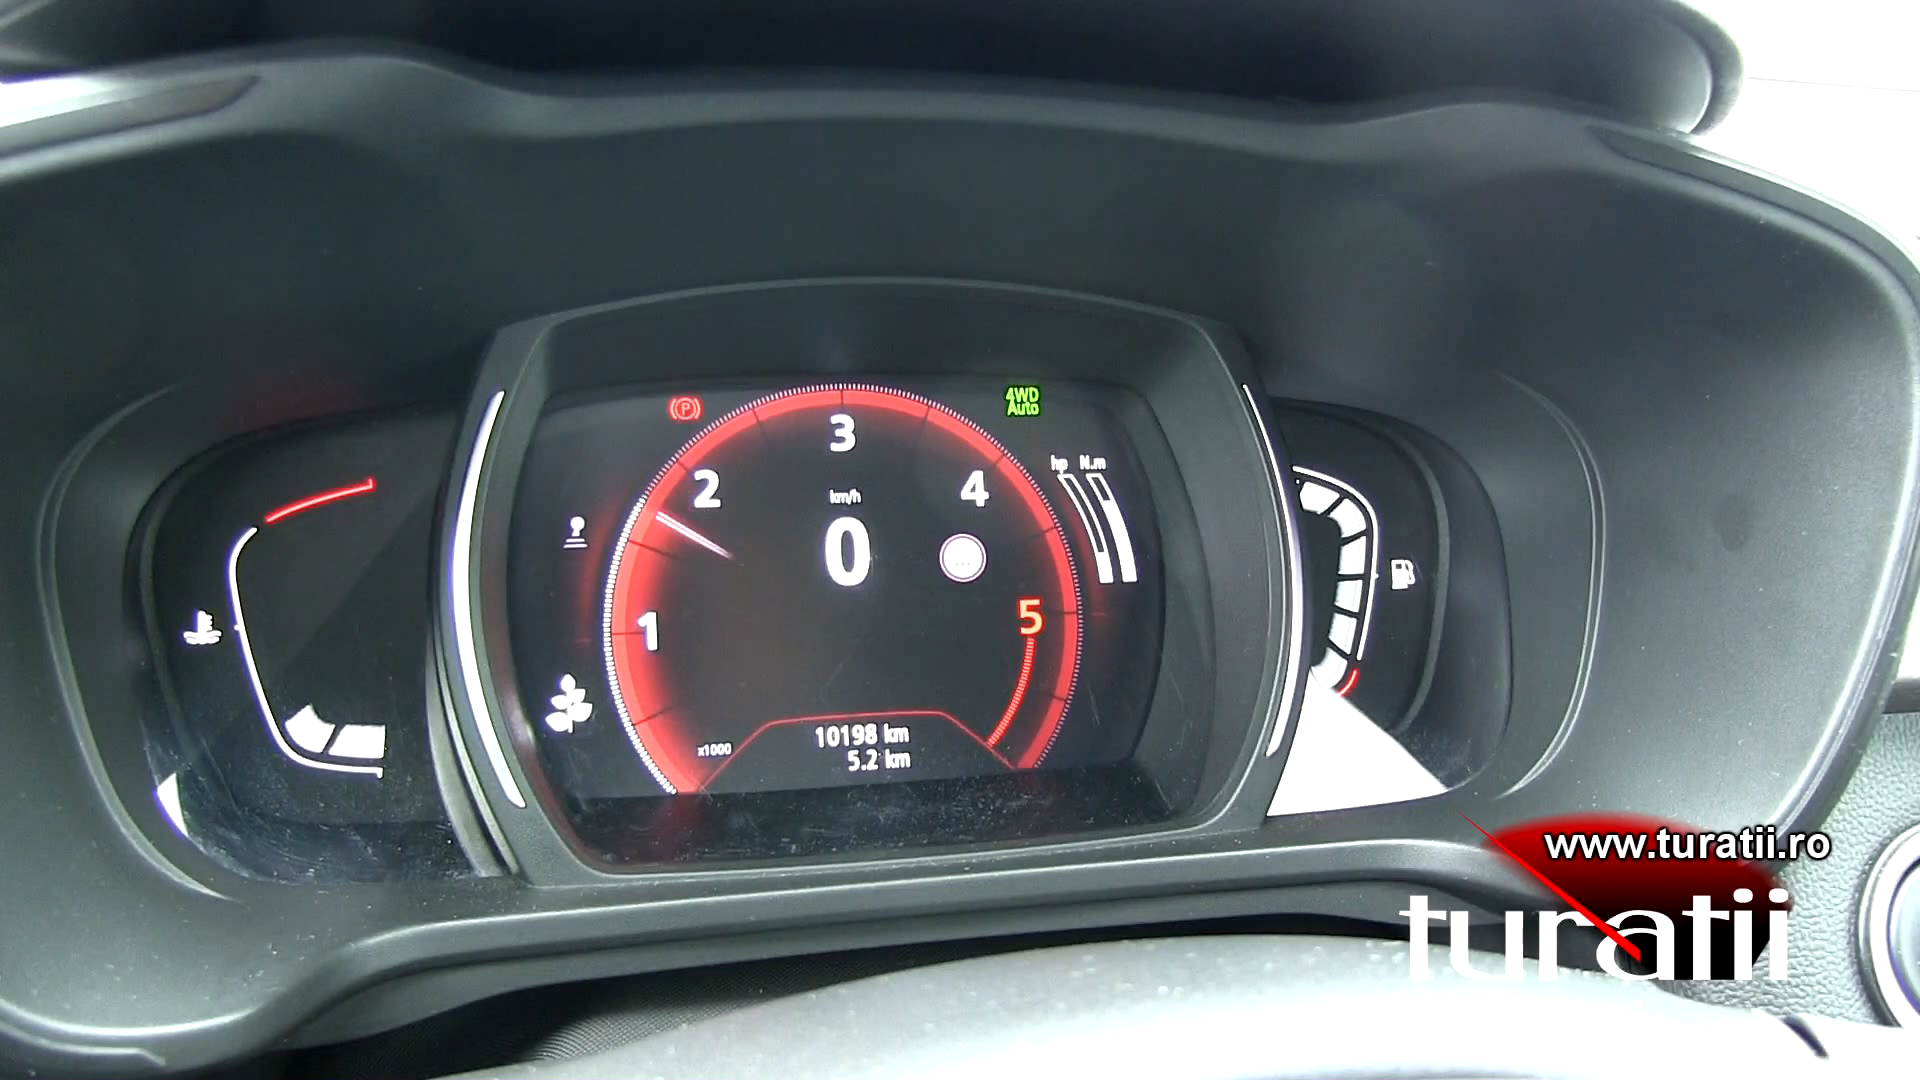 P
4WD
Auto
3
hp N.m
2
4
km/h
0
...
1
5
x1000
10198 km
5.2 km
www.turatii.ro
turatii